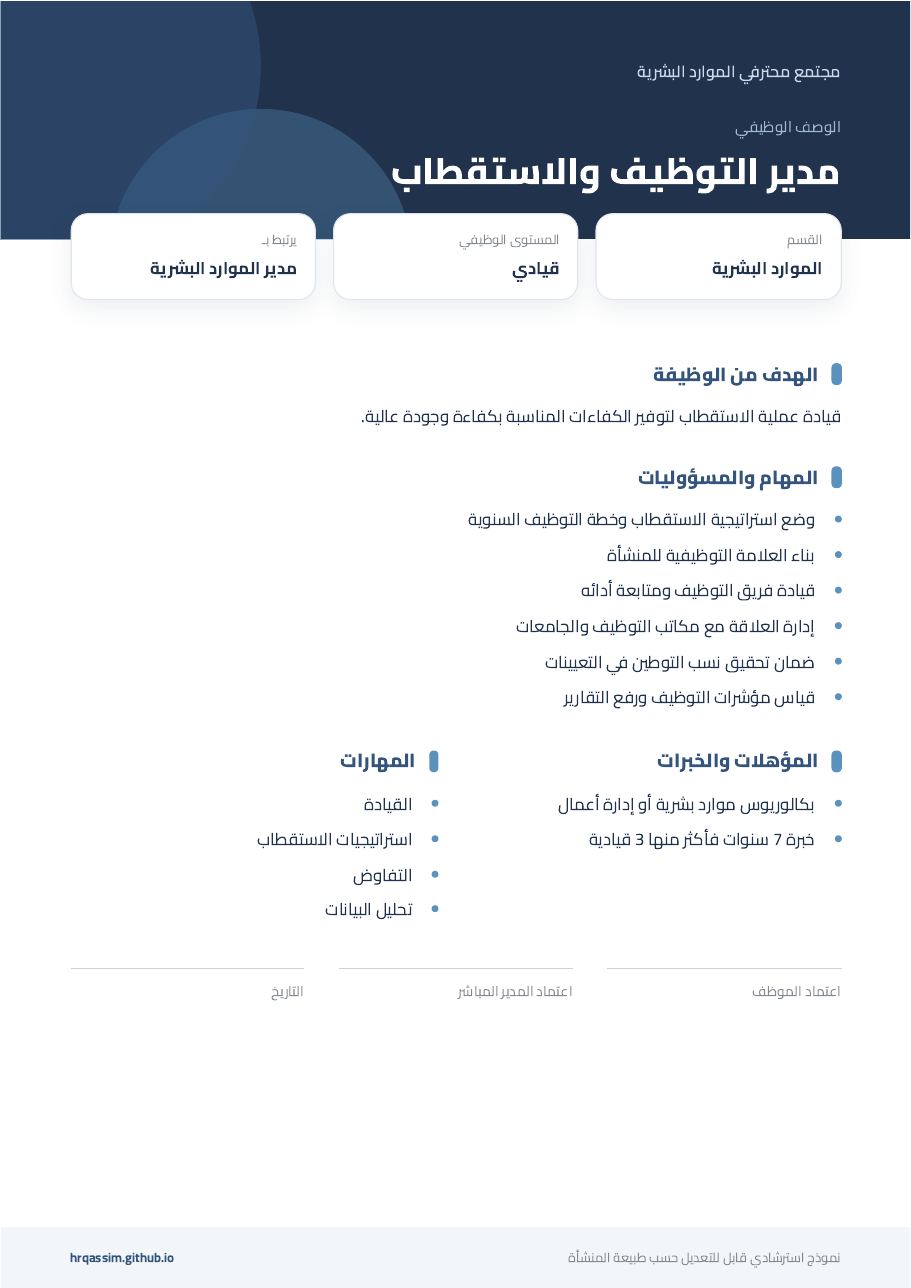 مجتمع محترفي الموارد البشرية
الوصف الوظيفي
مدير التوظيف والاستقطاب
القسم
الموارد البشرية
المستوى الوظيفي
قيادي
يرتبط بـ
مدير الموارد البشرية
الهدف من الوظيفة
قيادة عملية الاستقطاب لتوفير الكفاءات المناسبة بكفاءة وجودة عالية.
المهام والمسؤوليات
وضع استراتيجية الاستقطاب وخطة التوظيف السنوية
بناء العلامة التوظيفية للمنشأة
قيادة فريق التوظيف ومتابعة أدائه
إدارة العلاقة مع مكاتب التوظيف والجامعات
ضمان تحقيق نسب التوطين في التعيينات
قياس مؤشرات التوظيف ورفع التقارير
المؤهلات والخبرات
بكالوريوس موارد بشرية أو إدارة أعمال
خبرة 7 سنوات فأكثر منها 3 قيادية
المهارات
القيادة
استراتيجيات الاستقطاب
التفاوض
تحليل البيانات
اعتماد الموظف
اعتماد المدير المباشر
التاريخ
نموذج استرشادي قابل للتعديل حسب طبيعة المنشأة
hrqassim.github.io